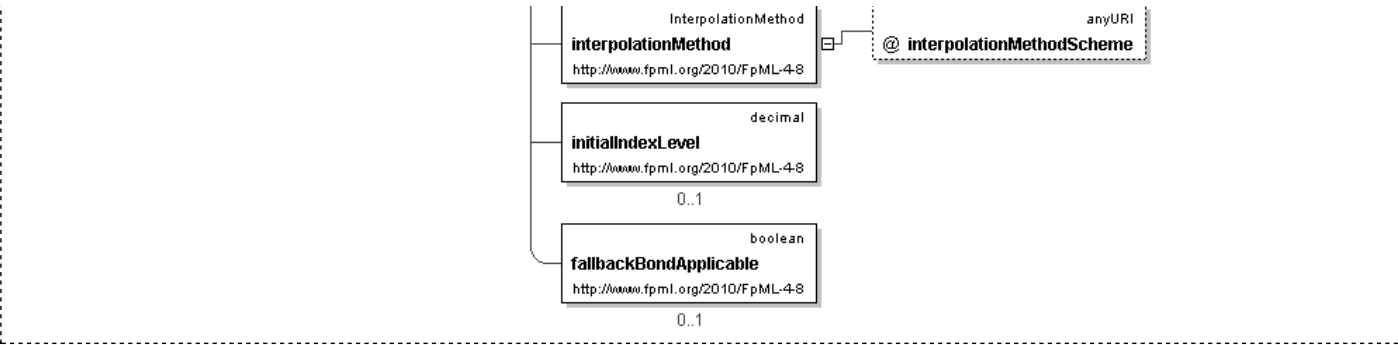 InterpolationMethod
interpolationMethod
http://www.fpml.org/2010/FpML-4-8
anyURI
@ interpolationMethodScheme
decimal
initialIndexLevel
http://www.fpml.org/2010/FpML-4-8
0..1
boolean
fallbackBondApplicable
http://www.fpml.org/2010/FpML-4-8
0..1